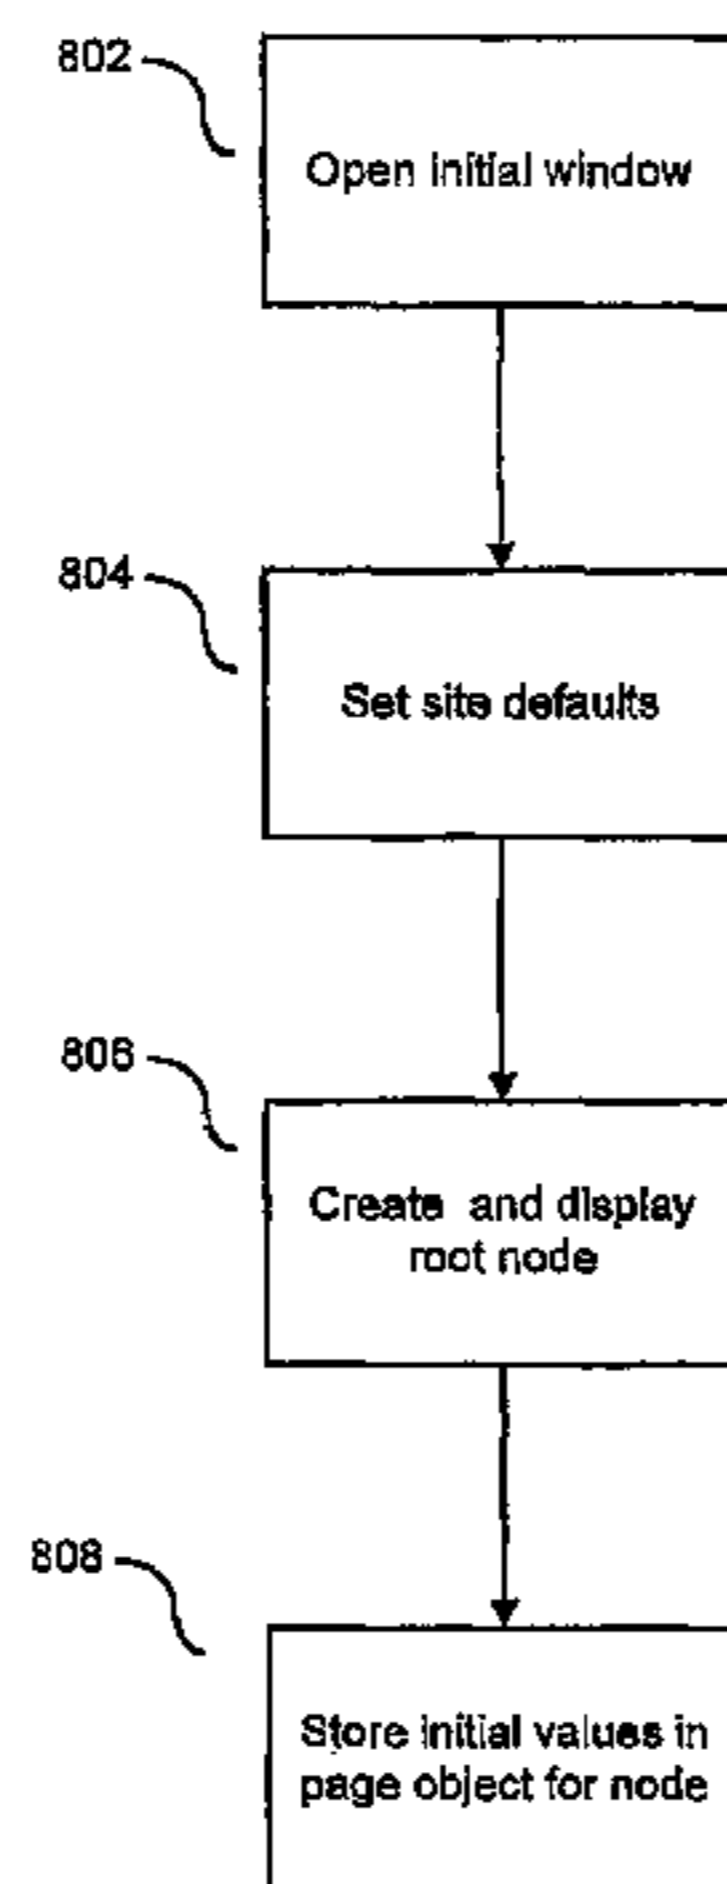 802
Open initial window
804
Set site defaults
806
Create and display
root node
808
Store initial values in
page object for node